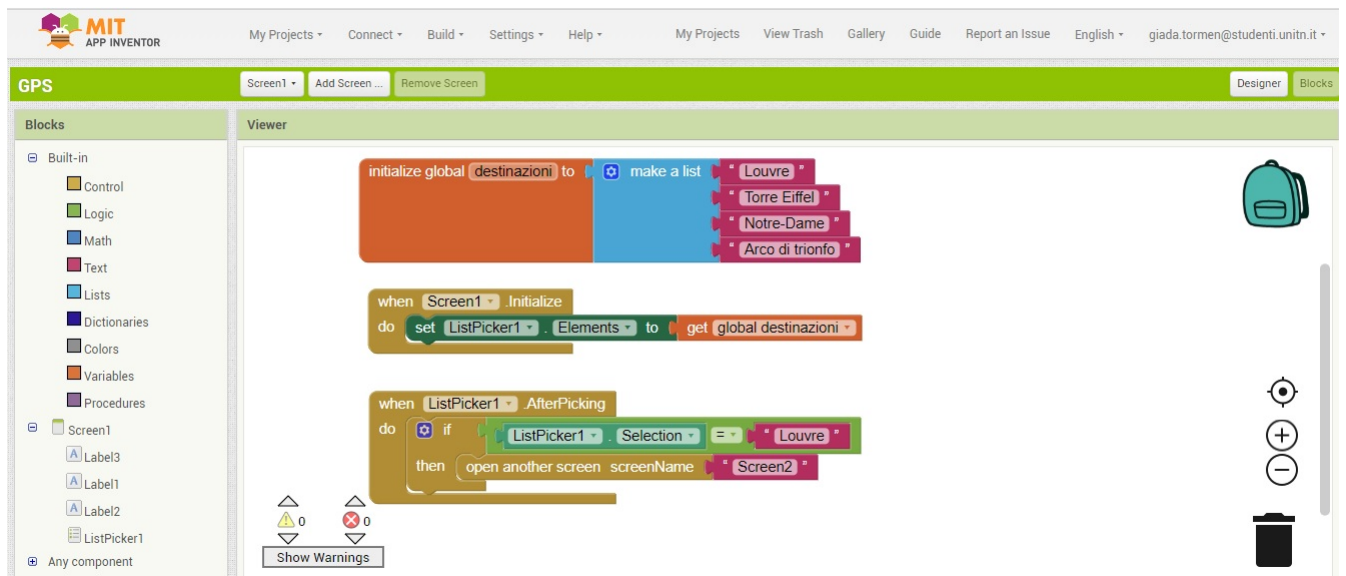 MIT
APP INVENTOR
My Projects Connect Build Settings Help My Projects View Trash Gallery Guide Report an Issue English giada.tormen@studenti.unitn.it
GPS
Screen1 Add Screen ... Remove Screen Designer Blocks
Blocks
Viewer
Built-in
Control
Logic
Math
Text
Lists
Dictionaries
Colors
Variables
Procedures
Screen1
Label3
Label1
Label2
ListPicker1
Any component
initialize global destinazioni to make a list " Louvre "
" Torre Eiffel "
" Notre-Dame "
" Arco di trionfo "
when Screen1 .Initialize
do set ListPicker1 . Elements to get global destinazioni
when ListPicker1 .AfterPicking
do if ListPicker1 . Selection = " Louvre "
then open another screen screenName " Screen2 "
0 0
Show Warnings